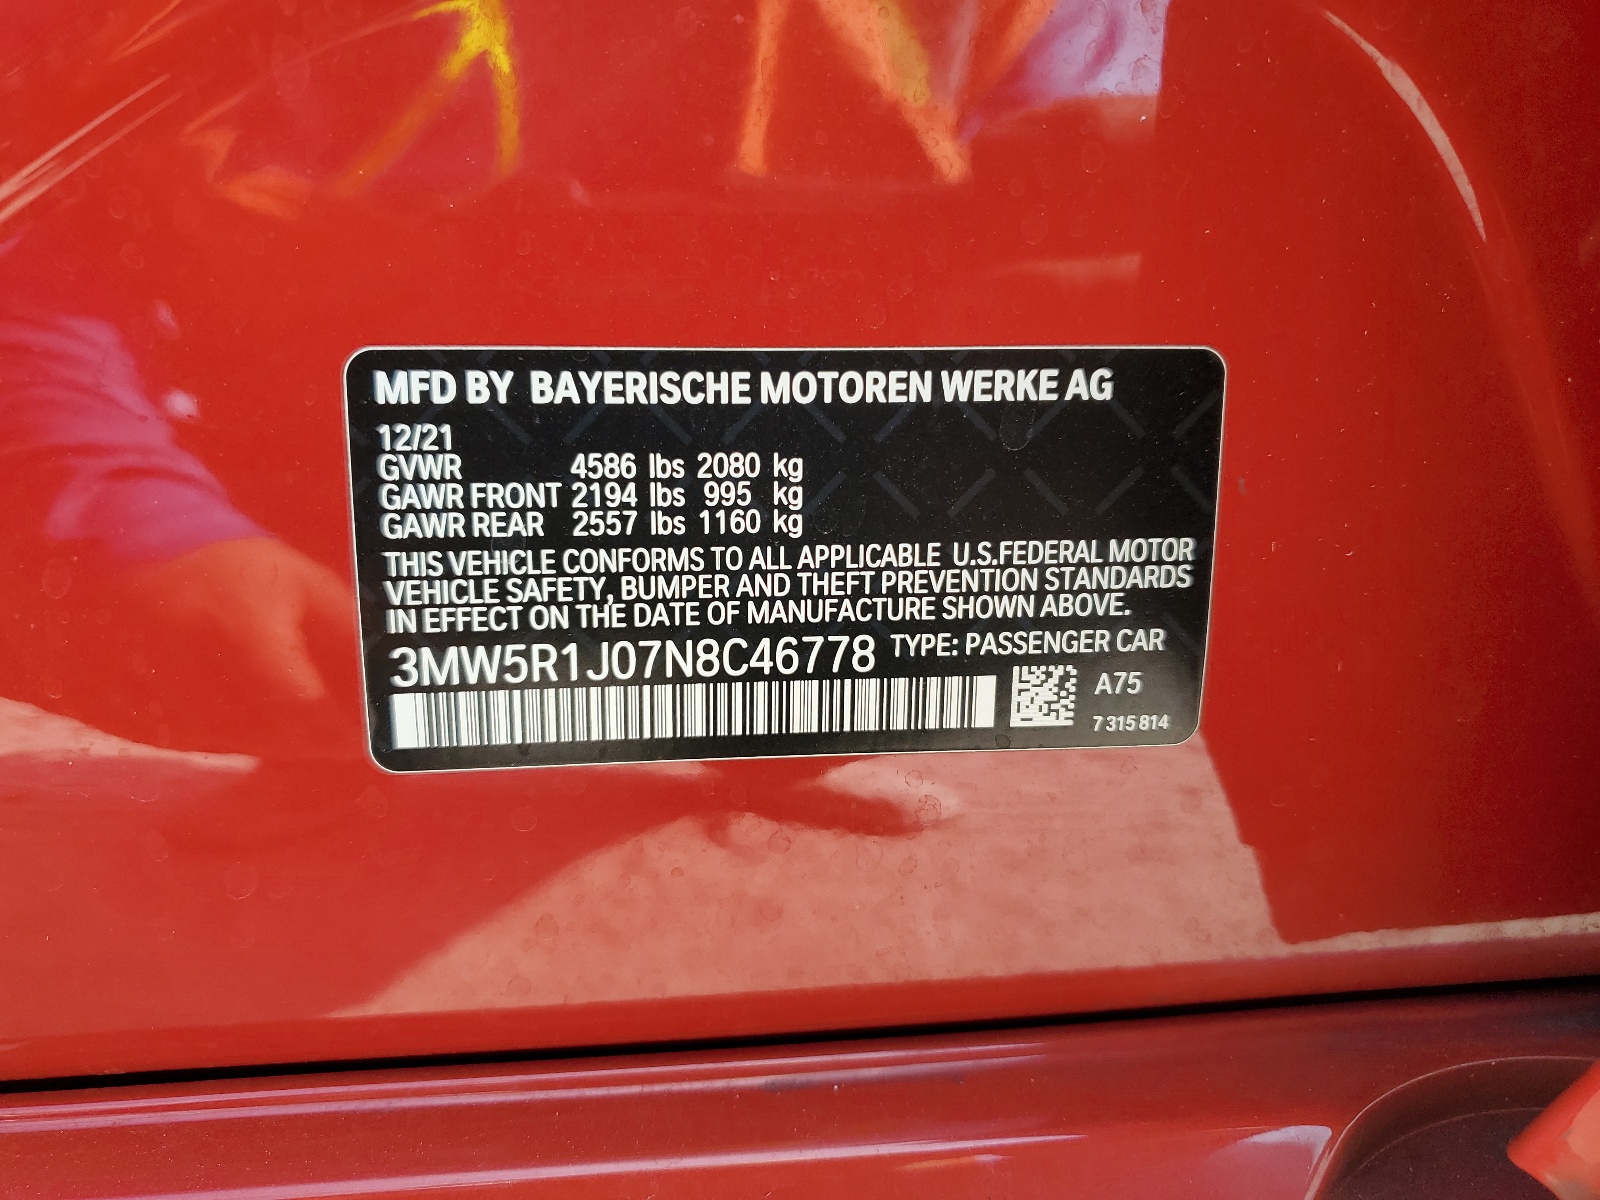 MFD BY BAYERISCHE MOTOREN WERKE AG
12/21
GVWR 4586 lbs 2080 kg
GAWR FRONT 2194 lbs 995 kg
GAWR REAR 2557 lbs 1160 kg
THIS VEHICLE CONFORMS TO ALL APPLICABLE U.S.FEDERAL MOTOR
VEHICLE SAFETY, BUMPER AND THEFT PREVENTION STANDARDS
IN EFFECT ON THE DATE OF MANUFACTURE SHOWN ABOVE.
3MW5R1J07N8C46778 TYPE: PASSENGER CAR
A75
7 315 814